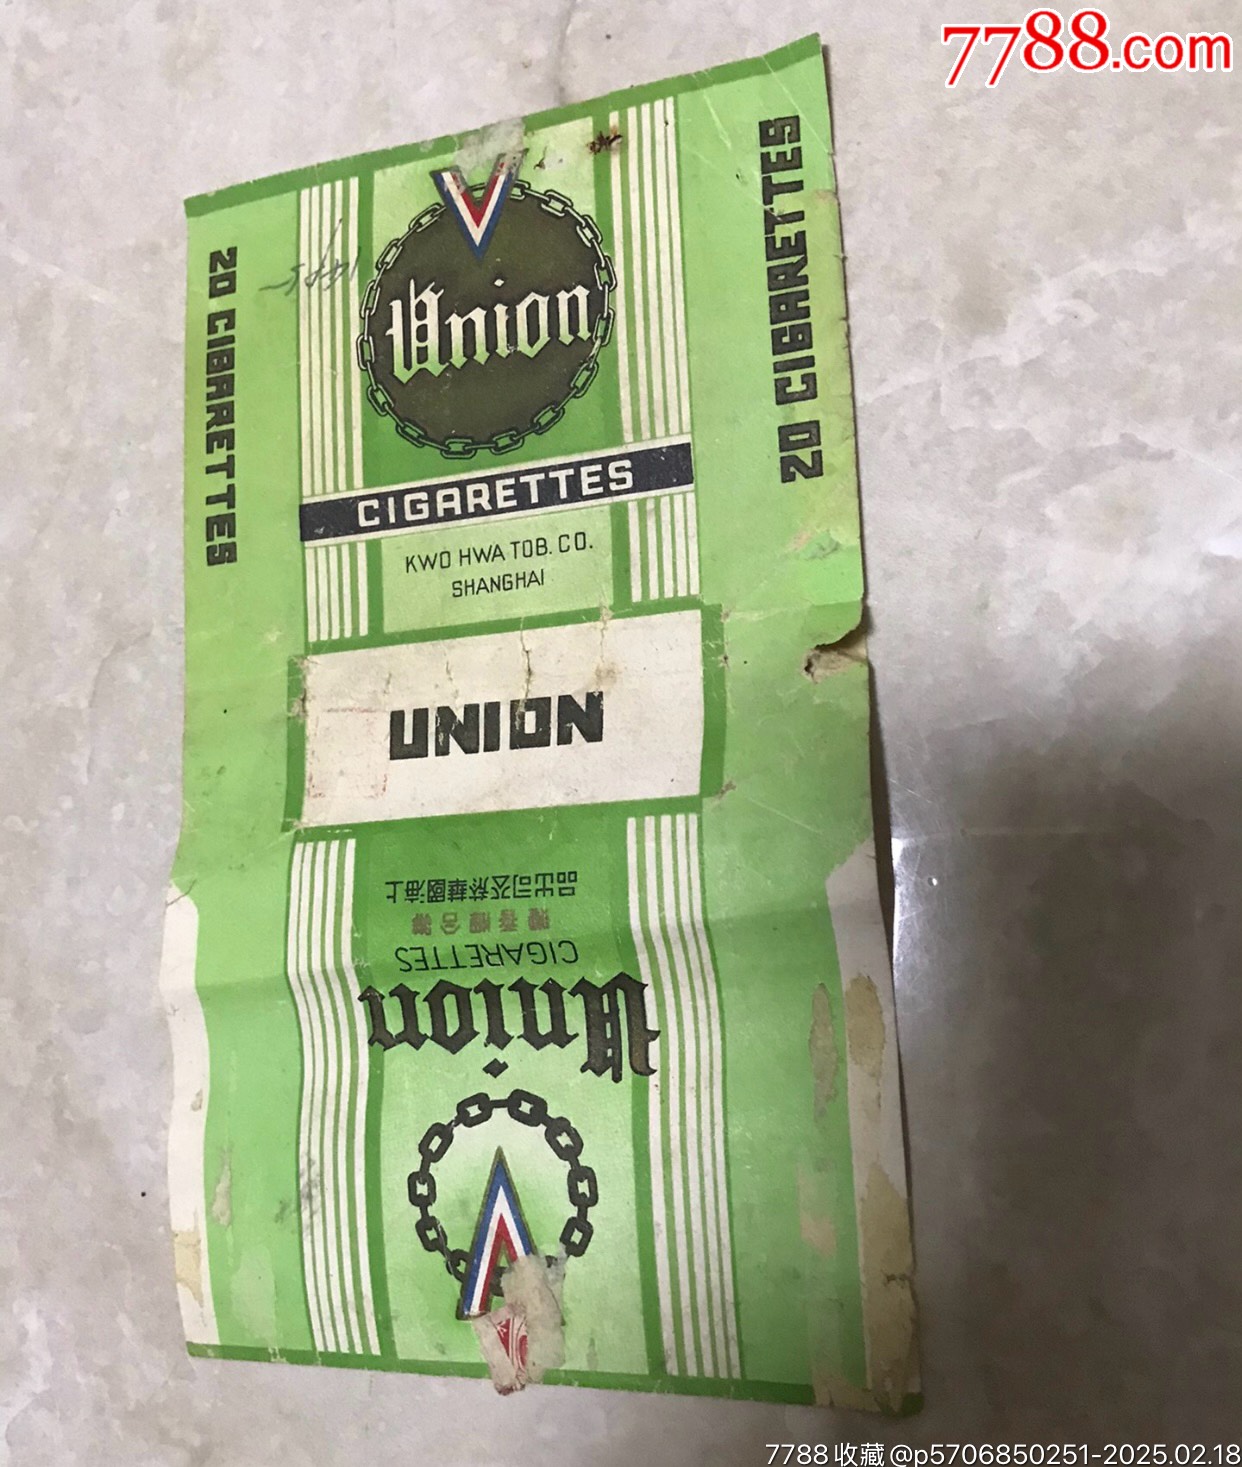 7788.com
Union
CIGARETTES
KWO HWA TOB. CO.
SHANGHAI
20 CIGARETTES
20 CIGARETTES
UNION
Union
CIGARETTES
聯合牌香煙
上海國華菸公司出品
7788收藏@p5706850251-2025.02.18